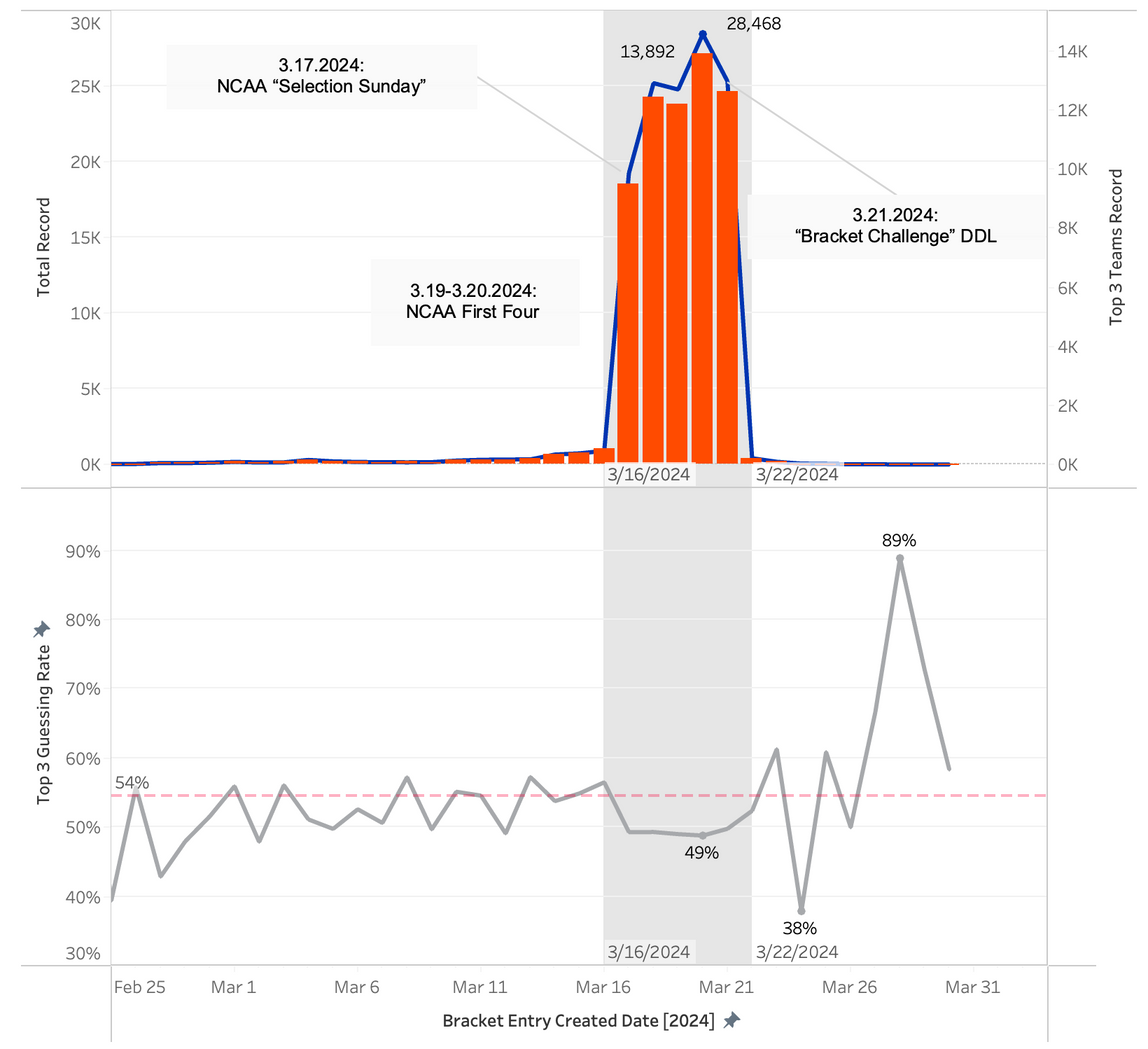 30K
25K
20K
15K
10K
5K
0K
Total Record
14K
12K
10K
8K
6K
4K
2K
0K
Top 3 Teams Record
28,468
13,892
3.17.2024:
NCAA “Selection Sunday”
3.21.2024:
“Bracket Challenge” DDL
3.19-3.20.2024:
NCAA First Four
3/16/2024
3/22/2024
90%
80%
70%
60%
50%
40%
30%
Top 3 Guessing Rate
54%
89%
49%
38%
3/16/2024
3/22/2024
Feb 25
Mar 1
Mar 6
Mar 11
Mar 16
Mar 21
Mar 26
Mar 31
Bracket Entry Created Date [2024]